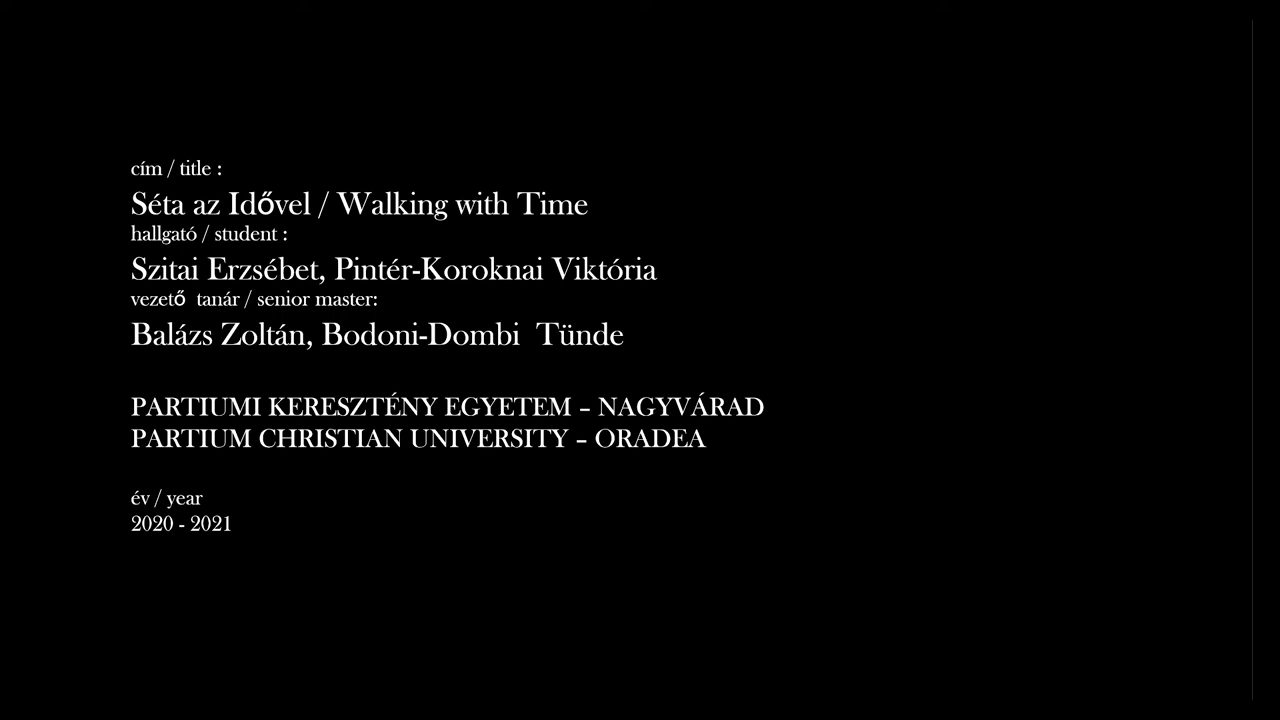 cím / title :
Séta az Idővel / Walking with Time
hallgató / student :
Szitai Erzsébet, Pintér-Koroknai Viktória
vezető tanár / senior master:
Balázs Zoltán, Bodoni-Dombi Tünde
PARTIUMI KERESZTÉNY EGYETEM – NAGYVÁRAD
PARTIUM CHRISTIAN UNIVERSITY – ORADEA
év / year
2020 - 2021